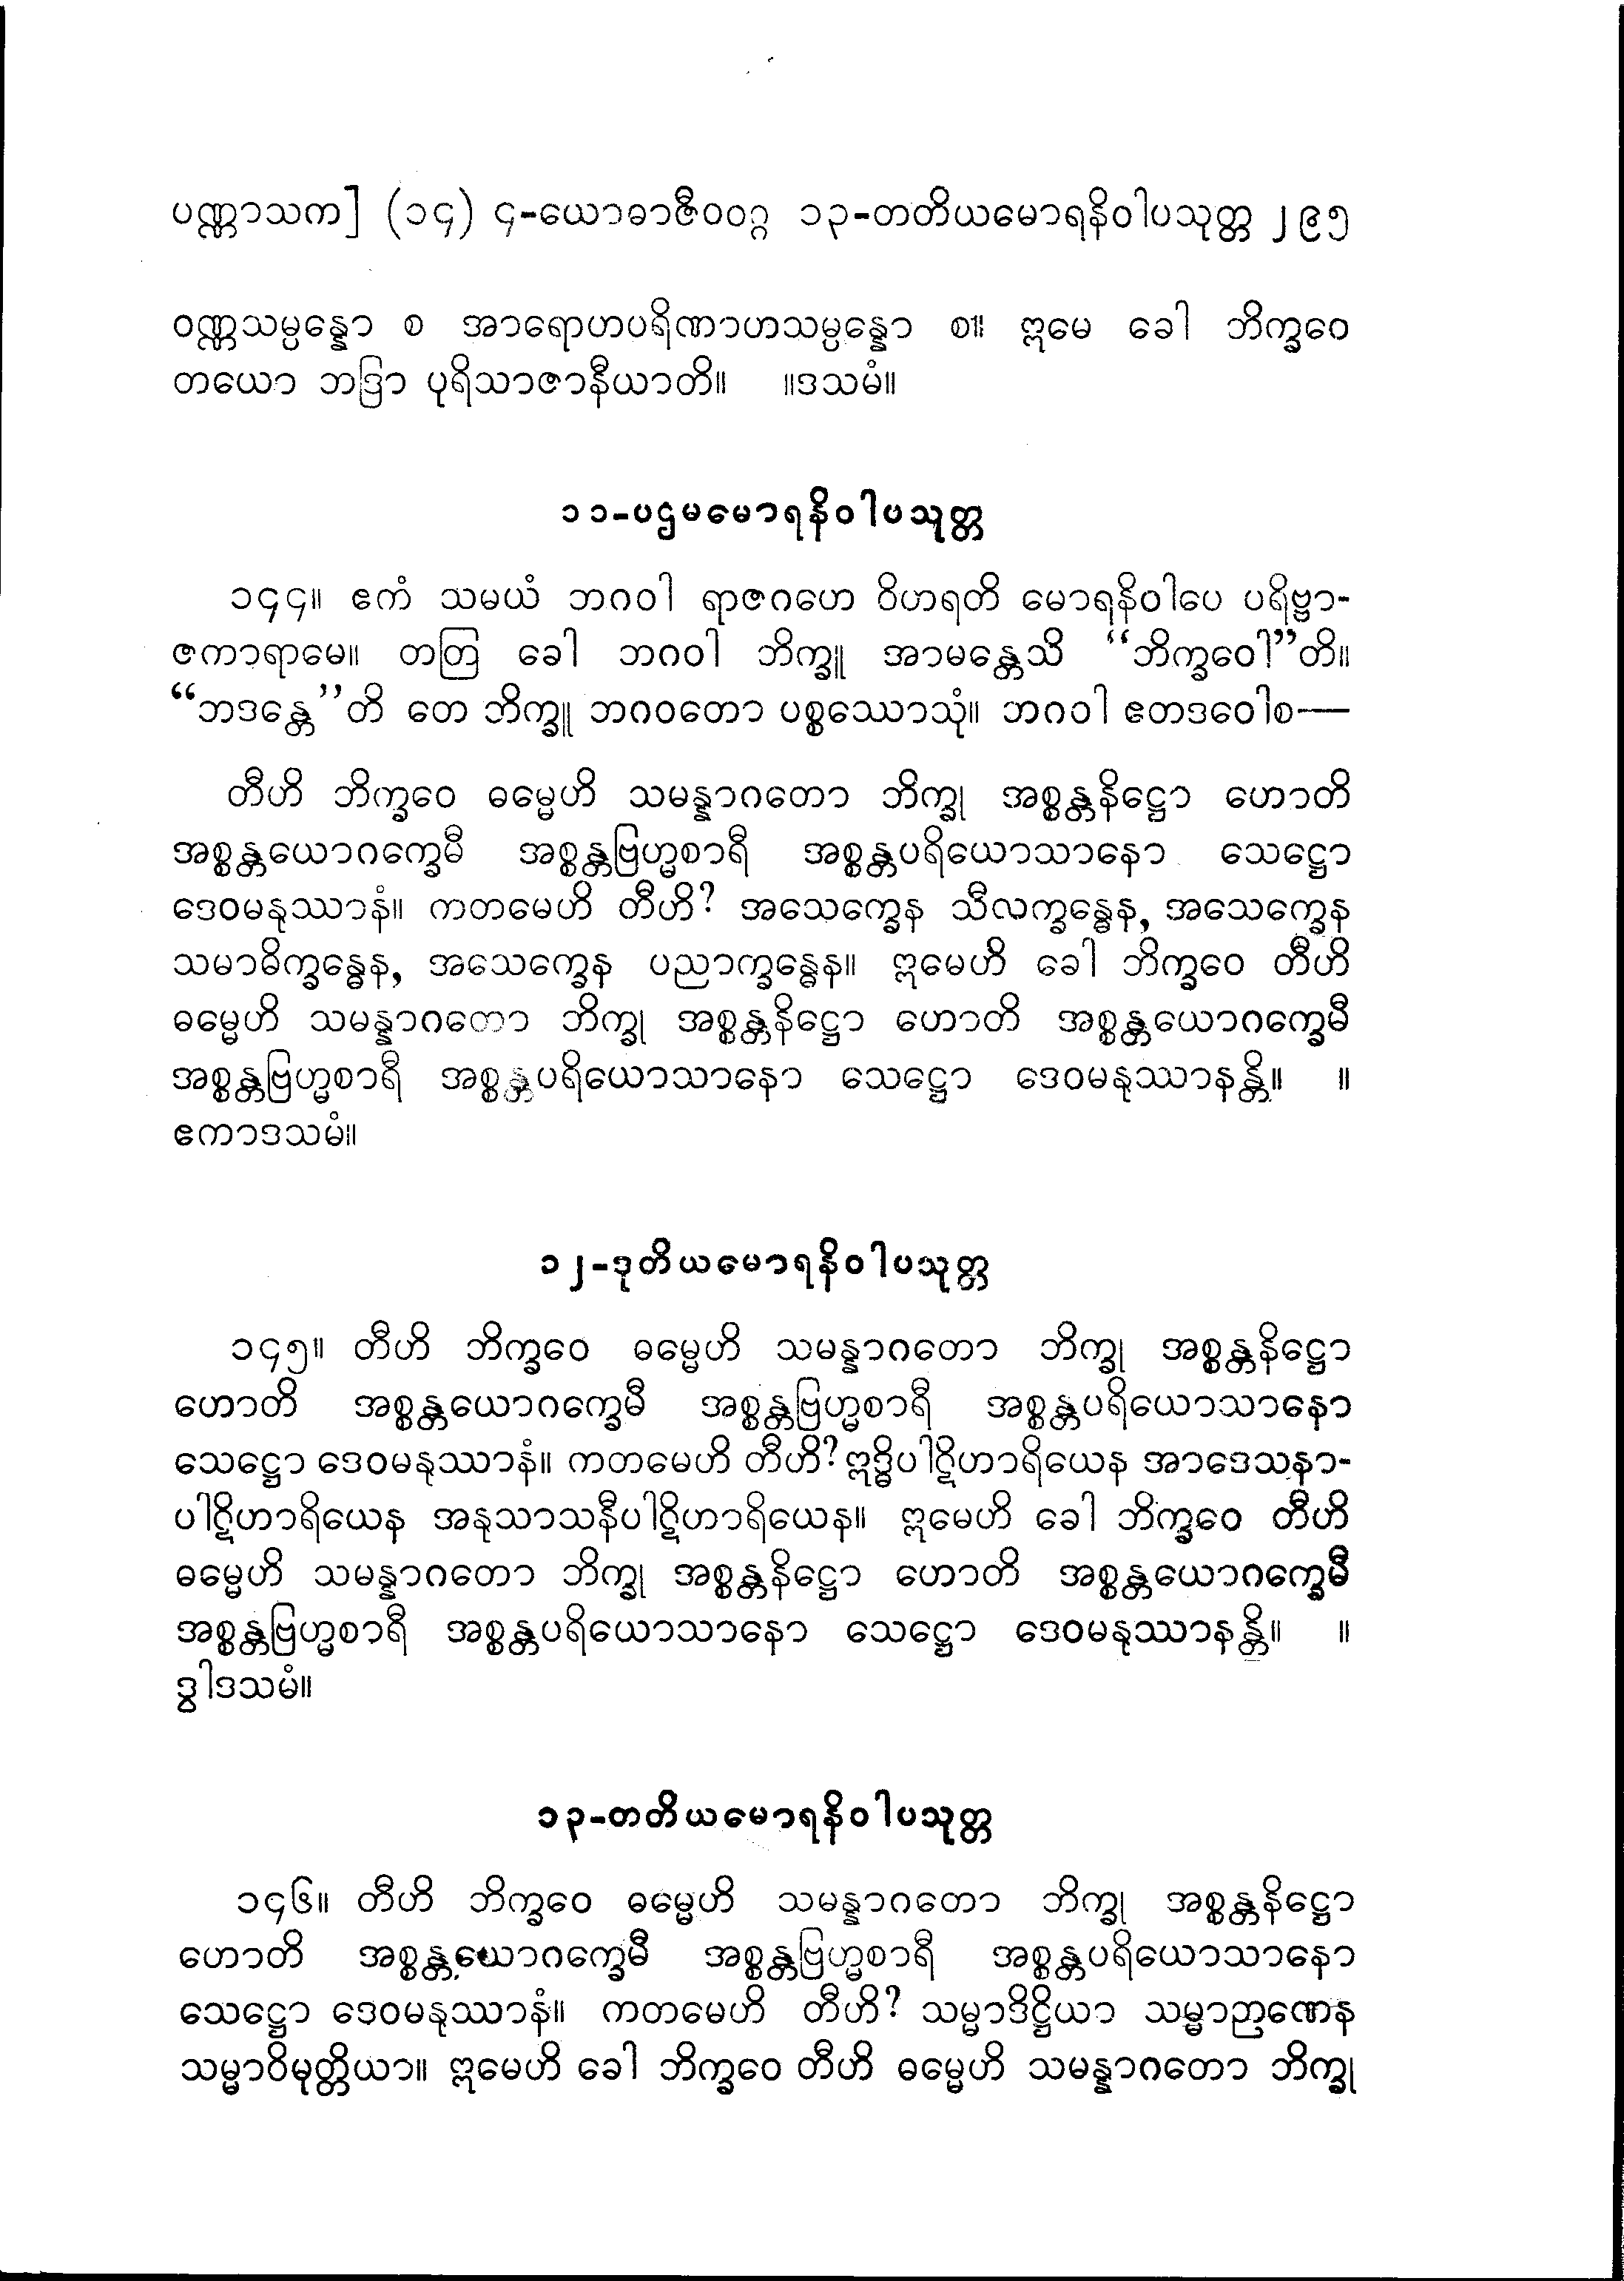 ပဏ္ဏာသက] (၁၄) ၄-ယောဓာဇီဝဝဂ္ဂ ၁၃-တတိယမောရနိဝါပသုတ္တ ၂၉၅
ဝဏ္ဏသမ္ပန္နော စ အာရောဟပရိဏာဟသမ္ပန္နော စ။ ဣမေ ခေါ ဘိက္ခဝေ
တယော ဘဒြာ ပုရိသာဇာနီယာတိ။ ။ဒသမံ။
၁၁-ပဌမမောရနိဝါပသုတ္တ
၁၄၄။ ဧကံ သမယံ ဘဂဝါ ရာဇဂဟေ ဝိဟရတိ မောရနိဝါပေ ပရိဗ္ဗာ-
ဇကာရာမေ။ တတြ ခေါ ဘဂဝါ ဘိက္ခူ အာမန္တေသိ “ဘိက္ခဝေါ”တိ။
“ဘဒန္တေ”တိ တေ ဘိက္ခူ ဘဂဝတော ပစ္စဿောသုံ။ ဘဂဝါ ဧတဒဝေါစ—
တီဟိ ဘိက္ခဝေ ဓမ္မေဟိ သမန္နာဂတော ဘိက္ခု အစ္စန္တနိဋ္ဌော ဟောတိ
အစ္စန္တယောဂက္ခေမီ အစ္စန္တဗြဟ္မစာရီ အစ္စန္တပရိယောသာနော သေဋ္ဌော
ဒေဝမနုဿာနံ။ ကတမေဟိ တီဟိ? အသေက္ခေန သီလက္ခန္ဓေန, အသေက္ခေန
သမာဓိက္ခန္ဓေန, အသေက္ခေန ပညာက္ခန္ဓေန။ ဣမေဟိ ခေါ ဘိက္ခဝေ တီဟိ
ဓမ္မေဟိ သမန္နာဂတော ဘိက္ခု အစ္စန္တနိဋ္ဌော ဟောတိ အစ္စန္တယောဂက္ခေမီ
အစ္စန္တဗြဟ္မစာရီ အစ္စန္တပရိယောသာနော သေဋ္ဌော ဒေဝမနုဿာနန္တိ။ ။
ဧကာဒသမံ။
၁၂-ဒုတိယမောရနိဝါပသုတ္တ
၁၄၅။ တီဟိ ဘိက္ခဝေ ဓမ္မေဟိ သမန္နာဂတော ဘိက္ခု အစ္စန္တနိဋ္ဌော
ဟောတိ အစ္စန္တယောဂက္ခေမီ အစ္စန္တဗြဟ္မစာရီ အစ္စန္တပရိယောသာနော
သေဋ္ဌော ဒေဝမနုဿာနံ။ ကတမေဟိ တီဟိ? ဣဒ္ဓိပါဋိဟာရိယေန အာဒေသနာ-
ပါဋိဟာရိယေန အနုသာသနီပါဋိဟာရိယေန။ ဣမေဟိ ခေါ ဘိက္ခဝေ တီဟိ
ဓမ္မေဟိ သမန္နာဂတော ဘိက္ခု အစ္စန္တနိဋ္ဌော ဟောတိ အစ္စန္တယောဂက္ခေမီ
အစ္စန္တဗြဟ္မစာရီ အစ္စန္တပရိယောသာနော သေဋ္ဌော ဒေဝမနုဿာနန္တိ။ ။
ဒွါဒသမံ။
၁၃-တတိယမောရနိဝါပသုတ္တ
၁၄၆။ တီဟိ ဘိက္ခဝေ ဓမ္မေဟိ သမန္နာဂတော ဘိက္ခု အစ္စန္တနိဋ္ဌော
ဟောတိ အစ္စန္တယောဂက္ခေမီ အစ္စန္တဗြဟ္မစာရီ အစ္စန္တပရိယောသာနော
သေဋ္ဌော ဒေဝမနုဿာနံ။ ကတမေဟိ တီဟိ? သမ္မာဒိဋ္ဌိယာ သမ္မာဉာဏေန
သမ္မာဝိမုတ္တိယာ။ ဣမေဟိ ခေါ ဘိက္ခဝေ တီဟိ ဓမ္မေဟိ သမန္နာဂတော ဘိက္ခု